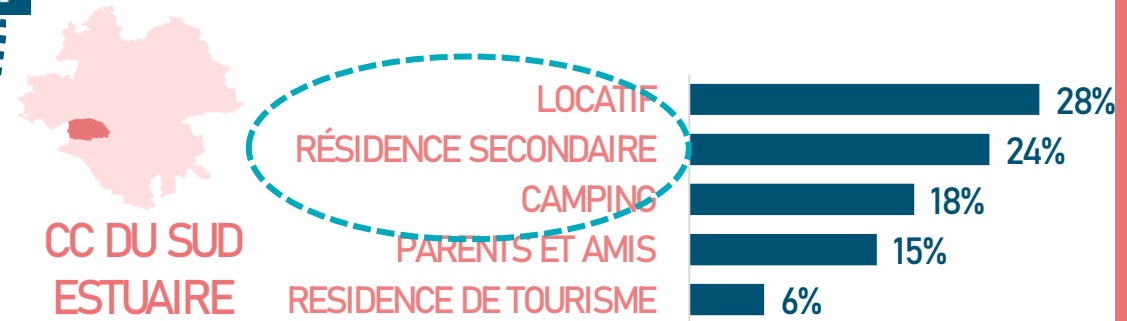 LOCATIF 28%
RÉSIDENCE SECONDAIRE 24%
CAMPING 18%
PARENTS ET AMIS 15%
RESIDENCE DE TOURISME 6%
CC DU SUD
ESTUAIRE